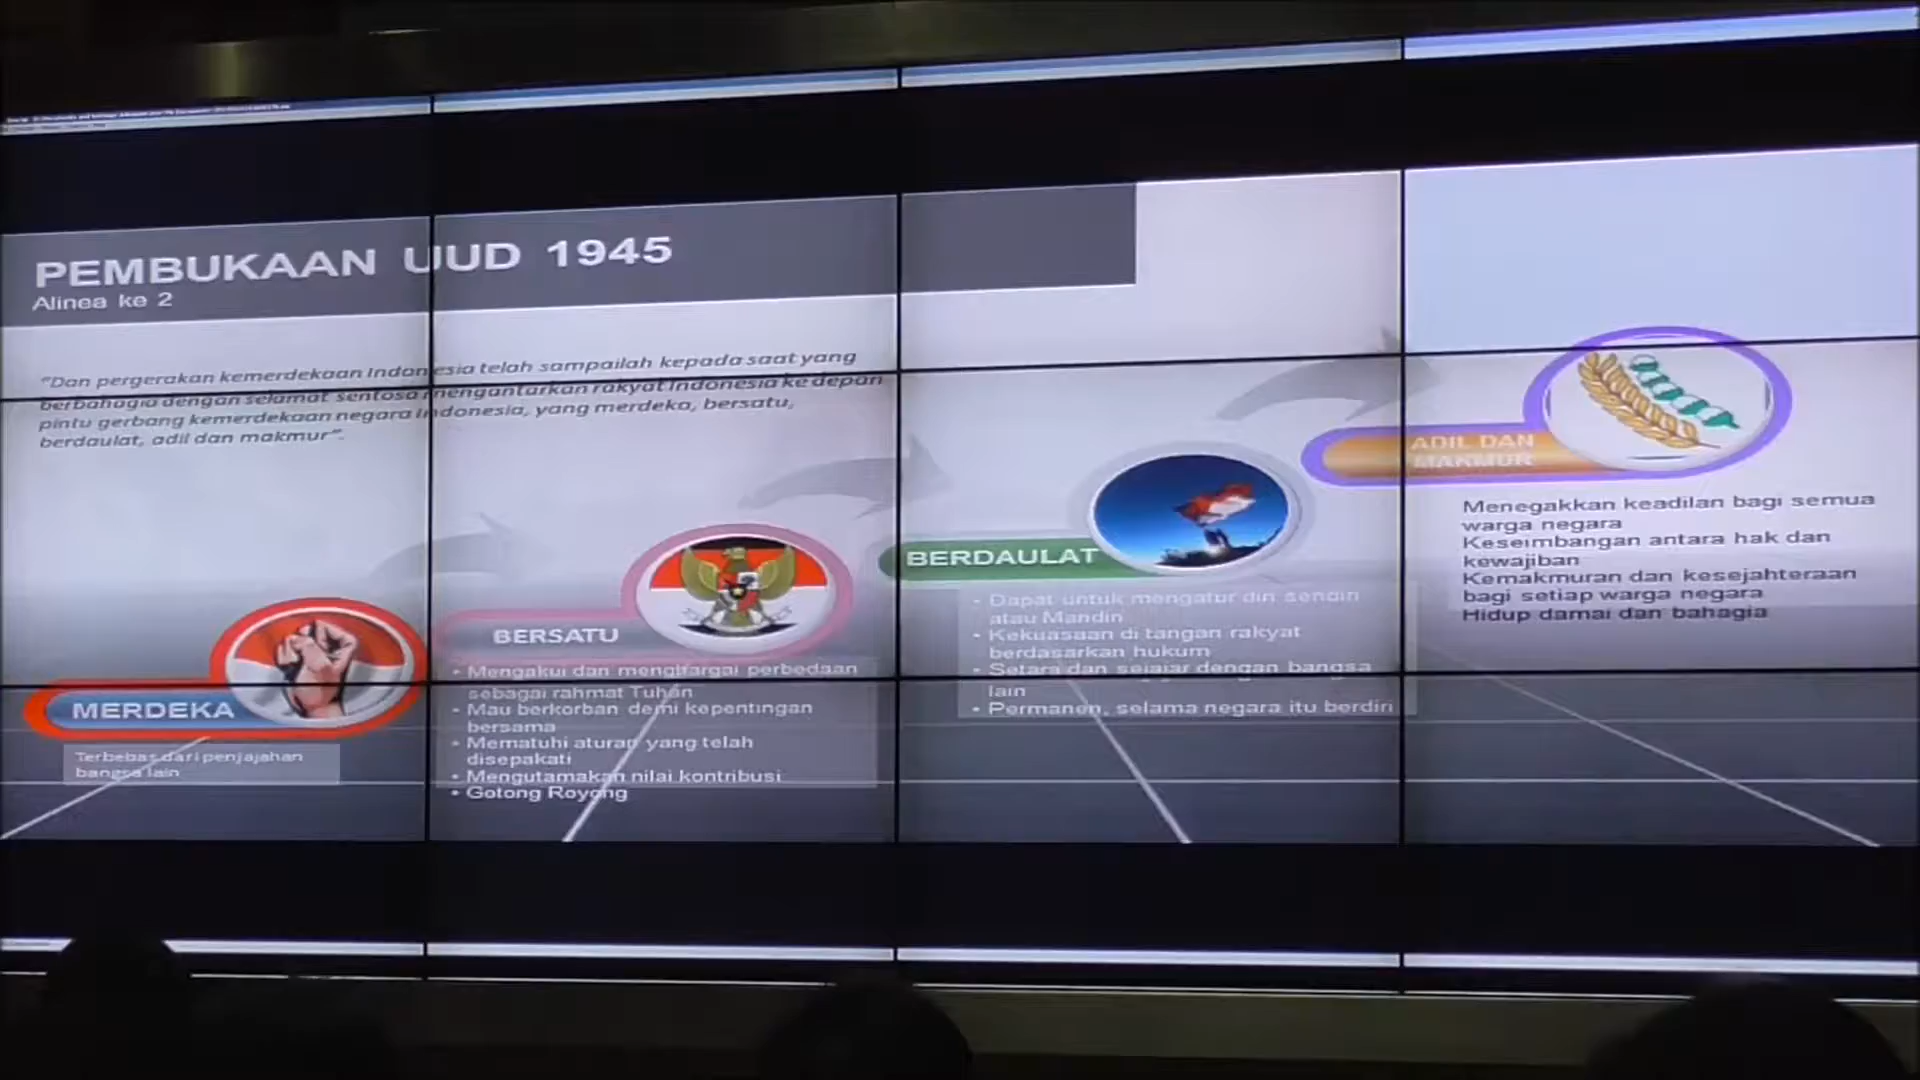 PEMBUKAAN UUD 1945
Alinea ke 2
"Dan pergerakan kemerdekaan Indonesia telah sampailah kepada saat yang
berbahagia dengan selamat sentosa mengantarkan rakyat Indonesia ke depan
pintu gerbang kemerdekaan negara Indonesia, yang merdeka, bersatu,
berdaulat, adil dan makmur".
MERDEKA
Terbebas dari penjajahan
bangsa lain
BERSATU
• Mengakui dan menghargai perbedaan
sebagai rahmat Tuhan
• Mau berkorban demi kepentingan
bersama
• Mematuhi aturan yang telah
disepakati
• Mengutamakan nilai kontribusi
• Gotong Royong
BERDAULAT
• Dapat untuk mengatur diri sendiri
atau Mandiri
• Kekuasaan di tangan rakyat
berdasarkan hukum
• Setara dan sejajar dengan bangsa
lain
• Permanen, selama negara itu berdiri
ADIL DAN
MAKMUR
Menegakkan keadilan bagi semua
warga negara
Keseimbangan antara hak dan
kewajiban
Kemakmuran dan kesejahteraan
bagi setiap warga negara
Hidup damai dan bahagia